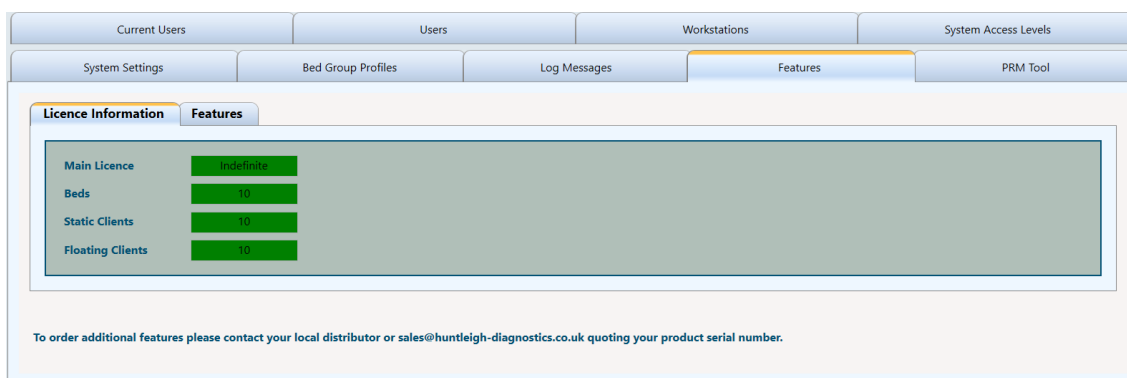 Current Users
Users
Workstations
System Access Levels
System Settings
Bed Group Profiles
Log Messages
Features
PRM Tool
Licence Information
Features
Main Licence Indefinite
Beds 10
Static Clients 10
Floating Clients 10
To order additional features please contact your local distributor or sales@huntleigh-diagnostics.co.uk quoting your product serial number.